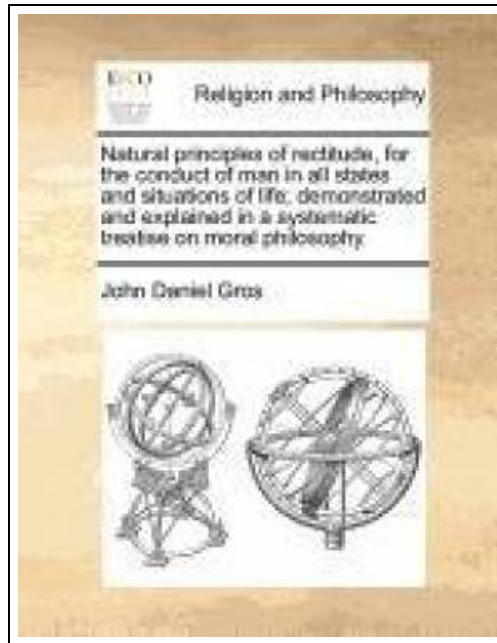 ECCO
Religion and Philosophy
Natural principles of rectitude, for
the conduct of man in all states
and situations of life; demonstrated
and explained in a systematic
treatise on moral philosophy.
John Daniel Gros